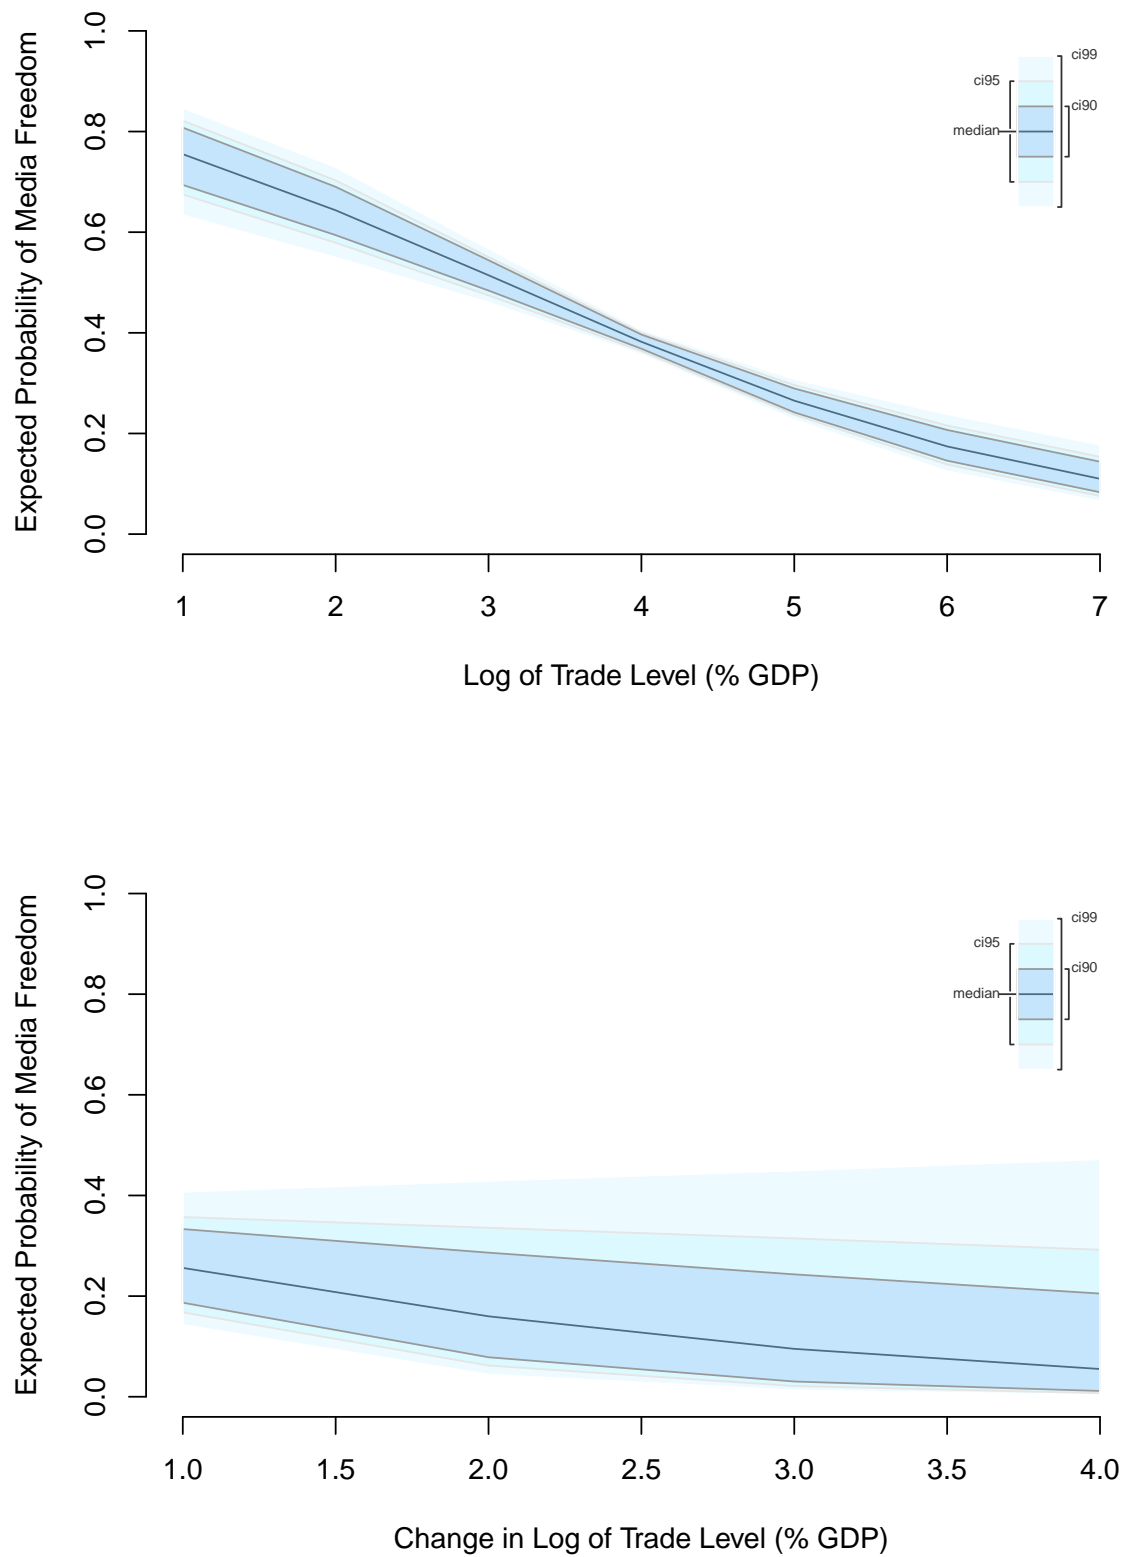 Expected Probability of Media Freedom
1.0
0.8
0.6
0.4
0.2
0.0
ci99
ci95
ci90
median
1 2 3 4 5 6 7
Log of Trade Level (% GDP)
Expected Probability of Media Freedom
1.0
0.8
0.6
0.4
0.2
0.0
ci99
ci95
ci90
median
1.0 1.5 2.0 2.5 3.0 3.5 4.0
Change in Log of Trade Level (% GDP)